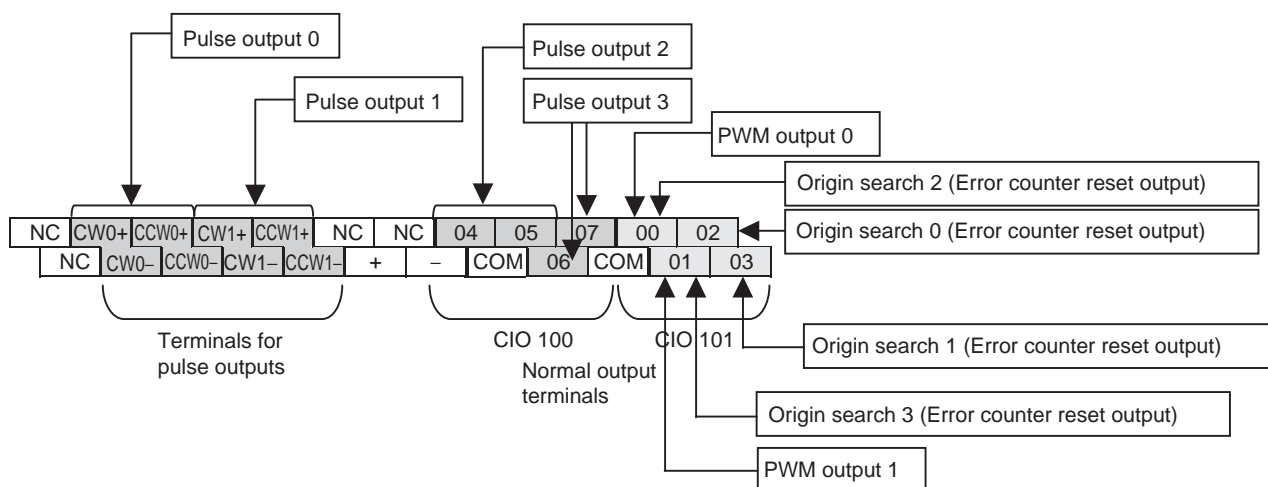 Pulse output 0
Pulse output 2
Pulse output 1
Pulse output 3
PWM output 0
Origin search 2 (Error counter reset output)
Origin search 0 (Error counter reset output)
NC CW0+ CCW0+ CW1+ CCW1+ NC NC 04 05 07 00 02
NC CW0− CCW0− CW1− CCW1− + − COM 06 COM 01 03
Terminals for
pulse outputs
CIO 100
CIO 101
Normal output
terminals
Origin search 1 (Error counter reset output)
Origin search 3 (Error counter reset output)
PWM output 1